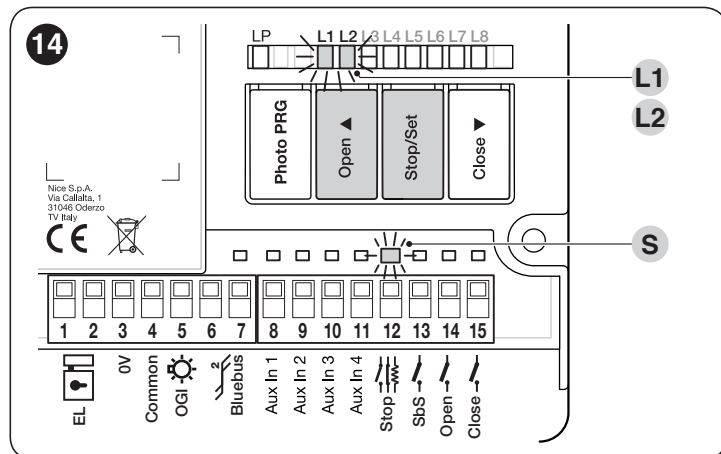 14
LP L1 L2 L3 L4 L5 L6 L7 L8
L1
L2
Photo PRG
Open ▲
Stop/Set
Close ▼
Nice S.p.A.
Via Callalta, 1
31046 Oderzo
TV Italy
CE
S
1 2 3 4 5 6 7 8 9 10 11 12 13 14 15
EL
0V
Common
OGI
2
Bluebus
Aux In 1
Aux In 2
Aux In 3
Aux In 4
Stop
SbS
Open
Close